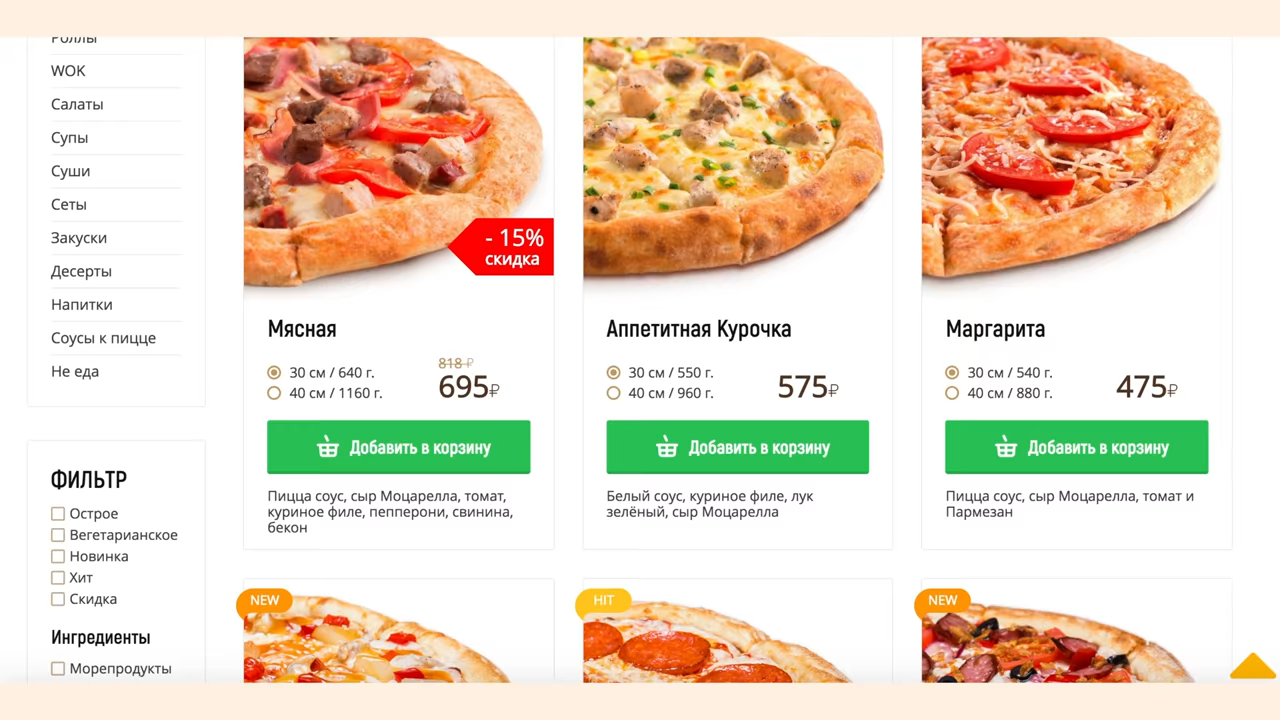 Роллы
WOK
Салаты
Супы
Суши
Сеты
Закуски
Десерты
Напитки
Соусы к пицце
Не еда
ФИЛЬТР
Острое
Вегетарианское
Новинка
Хит
Скидка
Ингредиенты
Морепродукты
- 15%
скидка
Мясная
30 см / 640 г.
40 см / 1160 г.
818 ₽
695₽
Добавить в корзину
Пицца соус, сыр Моцарелла, томат,
куриное филе, пепперони, свинина,
бекон
Аппетитная Курочка
30 см / 550 г.
40 см / 960 г.
575₽
Добавить в корзину
Белый соус, куриное филе, лук
зелёный, сыр Моцарелла
Маргарита
30 см / 540 г.
40 см / 880 г.
475₽
Добавить в корзину
Пицца соус, сыр Моцарелла, томат и
Пармезан
NEW
HIT
NEW